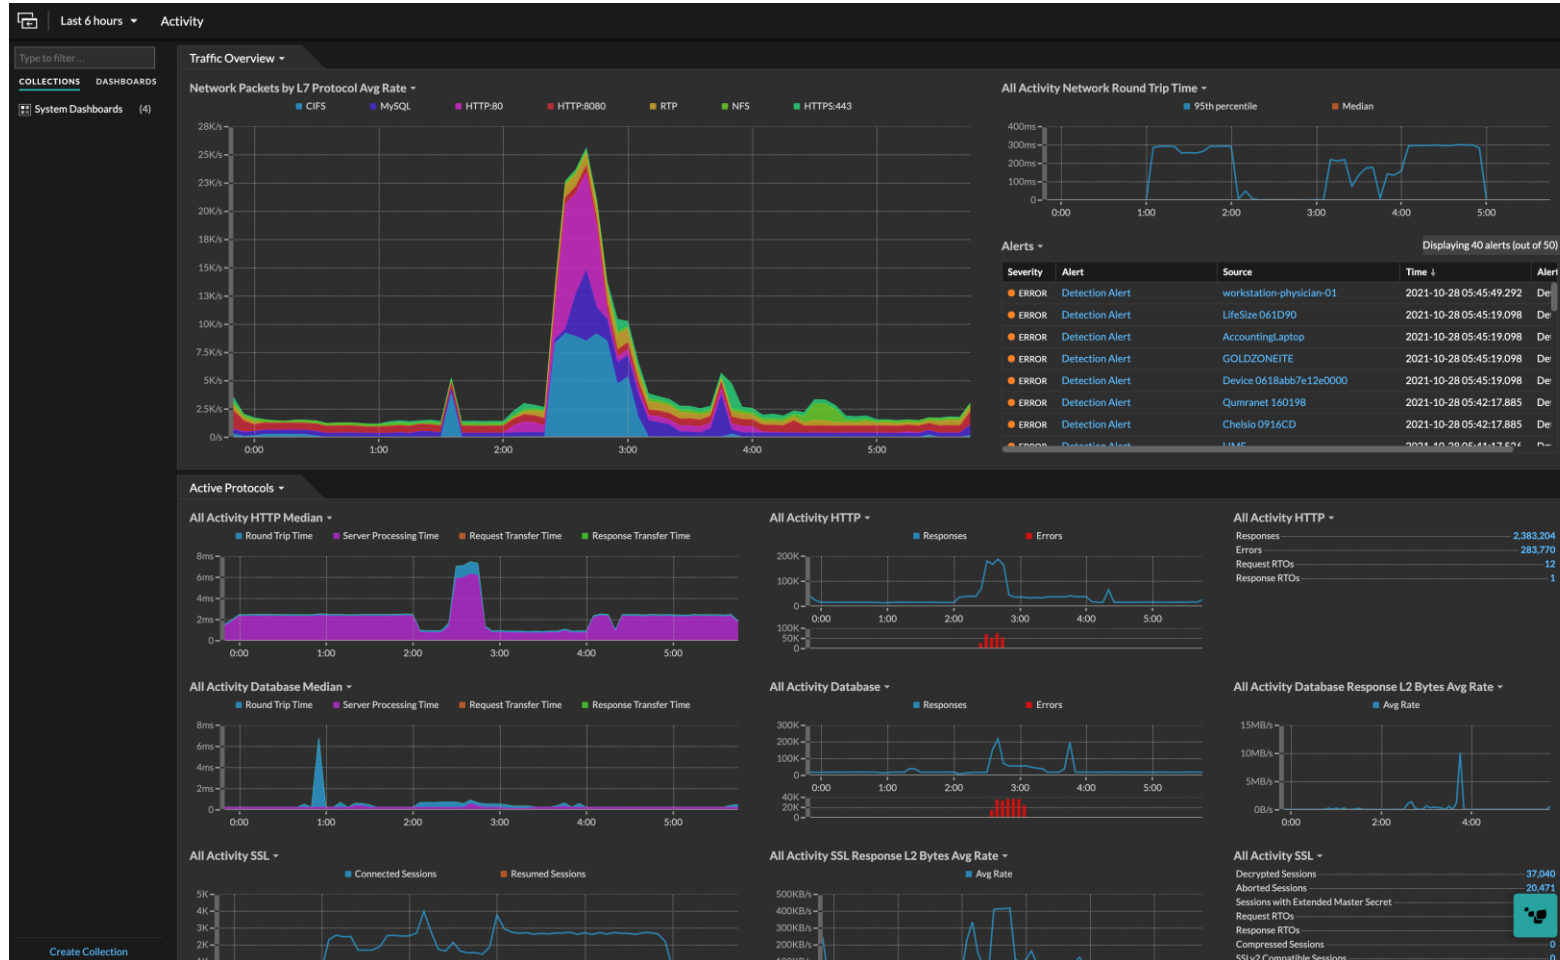 Last 6 hours
Activity
Type to filter...
COLLECTIONS DASHBOARDS
System Dashboards (4)
Create Collection
Traffic Overview
Network Packets by L7 Protocol Avg Rate
CIFS MySQL HTTP:80 HTTP:8080 RTP NFS HTTPS:443
28K/s
25K/s
23K/s
20K/s
18K/s
15K/s
13K/s
10K/s
7.5K/s
5K/s
2.5K/s
0/s
0:00 1:00 2:00 3:00 4:00 5:00
All Activity Network Round Trip Time
95th percentile Median
400ms
300ms
200ms
100ms
0
0:00 1:00 2:00 3:00 4:00 5:00
Alerts
Displaying 40 alerts (out of 50)
Severity Alert Source Time ↓
ERROR Detection Alert workstation-physician-01 2021-10-28 05:45:49.292
ERROR Detection Alert LifeSize 061D90 2021-10-28 05:45:19.098
ERROR Detection Alert AccountingLaptop 2021-10-28 05:45:19.098
ERROR Detection Alert GOLDZONEITE 2021-10-28 05:45:19.098
ERROR Detection Alert Device 0618abb7e12e0000 2021-10-28 05:45:19.098
ERROR Detection Alert Qumranet 160198 2021-10-28 05:42:17.885
ERROR Detection Alert Chelsio 0916CD 2021-10-28 05:42:17.885
Active Protocols
All Activity HTTP Median
Round Trip Time Server Processing Time Request Transfer Time Response Transfer Time
8ms
6ms
4ms
2ms
0
0:00 1:00 2:00 3:00 4:00 5:00
All Activity HTTP
Responses Errors
200K
100K
0
0:00 1:00 2:00 3:00 4:00 5:00
100K
50K
0
All Activity HTTP
Responses 2,383,204
Errors 283,770
Request RTOs 12
Response RTOs 1
All Activity Database Median
Round Trip Time Server Processing Time Request Transfer Time Response Transfer Time
8ms
6ms
4ms
2ms
0
0:00 1:00 2:00 3:00 4:00 5:00
All Activity Database
Responses Errors
300K
200K
100K
0
0:00 1:00 2:00 3:00 4:00 5:00
40K
20K
0
All Activity Database Response L2 Bytes Avg Rate
Avg Rate
15MB/s
10MB/s
5MB/s
0B/s
0:00 2:00 4:00
All Activity SSL
Connected Sessions Resumed Sessions
5K
4K
3K
2K
All Activity SSL Response L2 Bytes Avg Rate
Avg Rate
500KB/s
400KB/s
300KB/s
200KB/s
All Activity SSL
Decrypted Sessions 37,040
Aborted Sessions 20,471
Sessions with Extended Master Secret
Request RTOs
Response RTOs
Compressed Sessions 0
SSLv2 Compatible Sessions 0